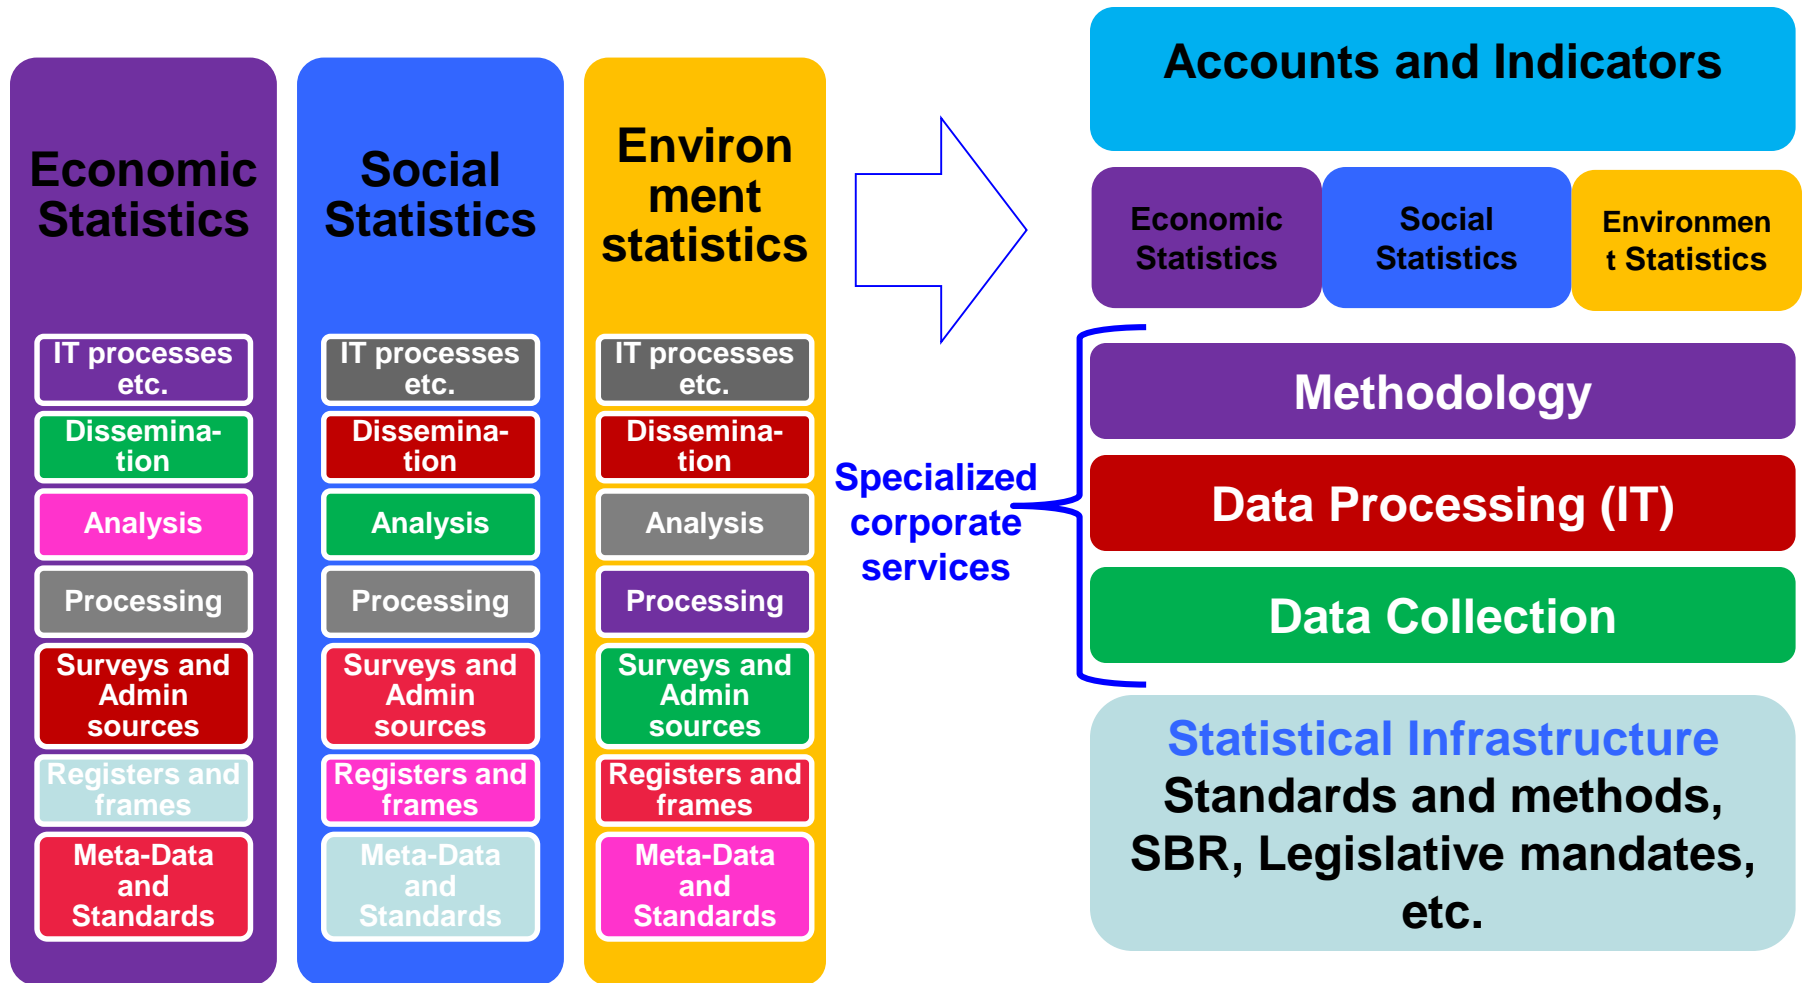 Economic
Statistics
IT processes
etc.
Dissemina-
tion
Analysis
Processing
Surveys and
Admin
sources
Registers and
frames
Meta-Data
and
Standards
Social
Statistics
IT processes
etc.
Dissemina-
tion
Analysis
Processing
Surveys and
Admin
sources
Registers and
frames
Meta-Data
and
Standards
Environ
ment
statistics
IT processes
etc.
Dissemina-
tion
Analysis
Processing
Surveys and
Admin
sources
Registers and
frames
Meta-Data
and
Standards
Specialized
corporate
services
Accounts and Indicators
Economic
Statistics
Social
Statistics
Environmen
t Statistics
Methodology
Data Processing (IT)
Data Collection
Statistical Infrastructure
Standards and methods,
SBR, Legislative mandates,
etc.